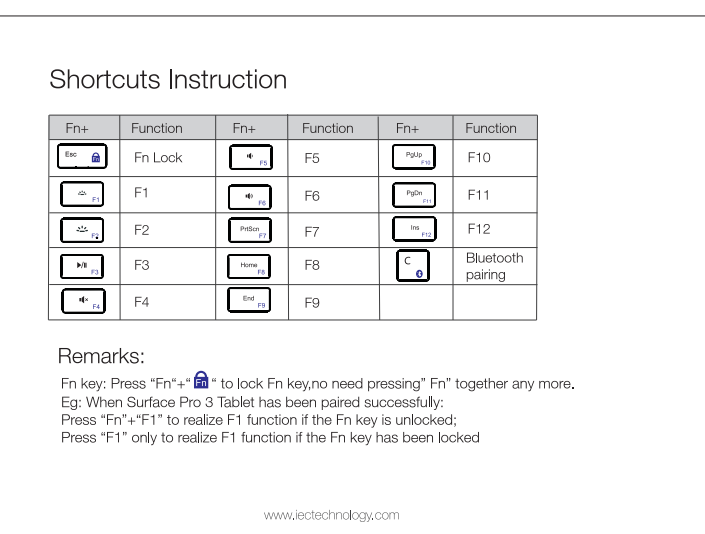 Shortcuts Instruction
Fn+ Function Fn+ Function Fn+ Function
Esc Fn Fn Lock F5 F5 PgUp F10 F10
F1 F1 F6 F6 PgDn F11 F11
F2 F2 PrtScn F7 F7 Ins F12 F12
F3 F3 Home F8 F8 C Bluetooth pairing
F4 F4 End F9 F9
Remarks:
Fn key: Press “Fn“+“ Fn “ to lock Fn key,no need pressing” Fn” together any more.
Eg: When Surface Pro 3 Tablet has been paired successfully:
Press “Fn”+“F1” to realize F1 function if the Fn key is unlocked;
Press “F1” only to realize F1 function if the Fn key has been locked
www.iectechnology.com